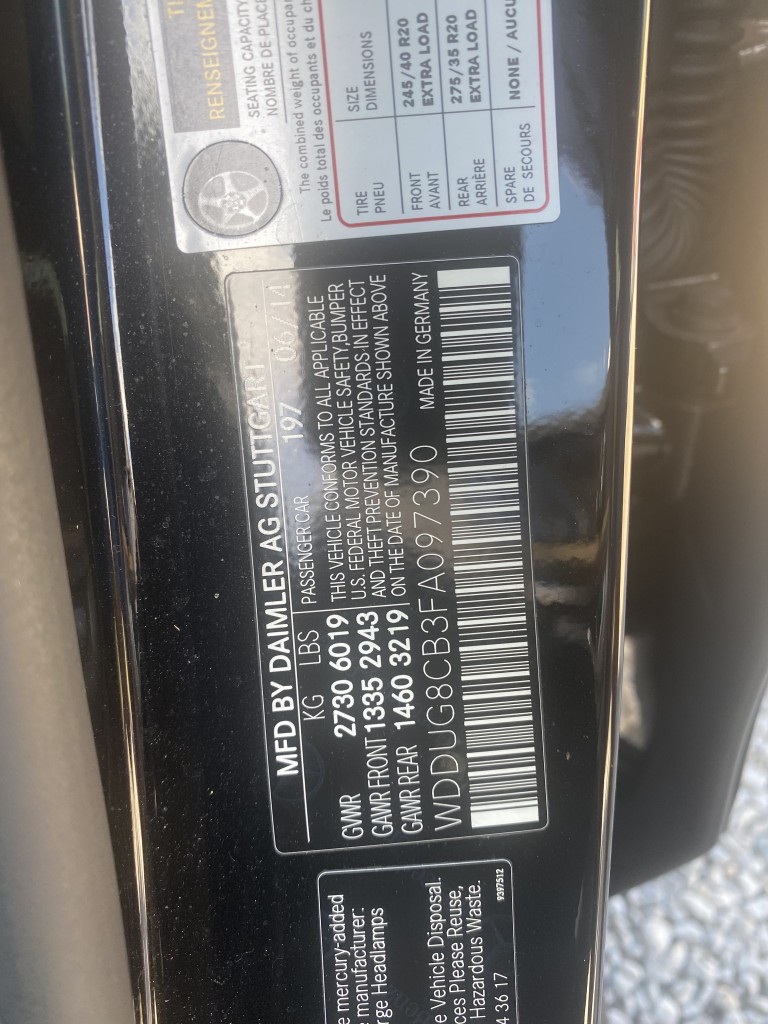 TI
RENSEIGNEM
SEATING CAPACITY
NOMBRE DE PLACE
The combined weight of occupan
Le poids total des occupants et du ch
TIRE SIZE
PNEU DIMENSIONS
FRONT 245/40 R20
AVANT EXTRA LOAD
REAR 275/35 R20
ARRIÈRE EXTRA LOAD
SPARE NONE / AUCU
DE SECOURS
MFD BY DAIMLER AG STUTTGART
KG LBS PASSENGER CAR 197 06/14
GVWR 2730 6019 THIS VEHICLE CONFORMS TO ALL APPLICABLE
U.S. FEDERAL MOTOR VEHICLE SAFETY,BUMPER
GAWR FRONT 1335 2943 AND THEFT PREVENTION STANDARDS IN EFFECT
GAWR REAR 1460 3219 ON THE DATE OF MANUFACTURE SHOWN ABOVE
WDDUG8CB3FA097390 MADE IN GERMANY
e mercury-added
e manufacturer:
rge Headlamps
e Vehicle Disposal.
ces Please Reuse,
Hazardous Waste.
4 36 17 9397512